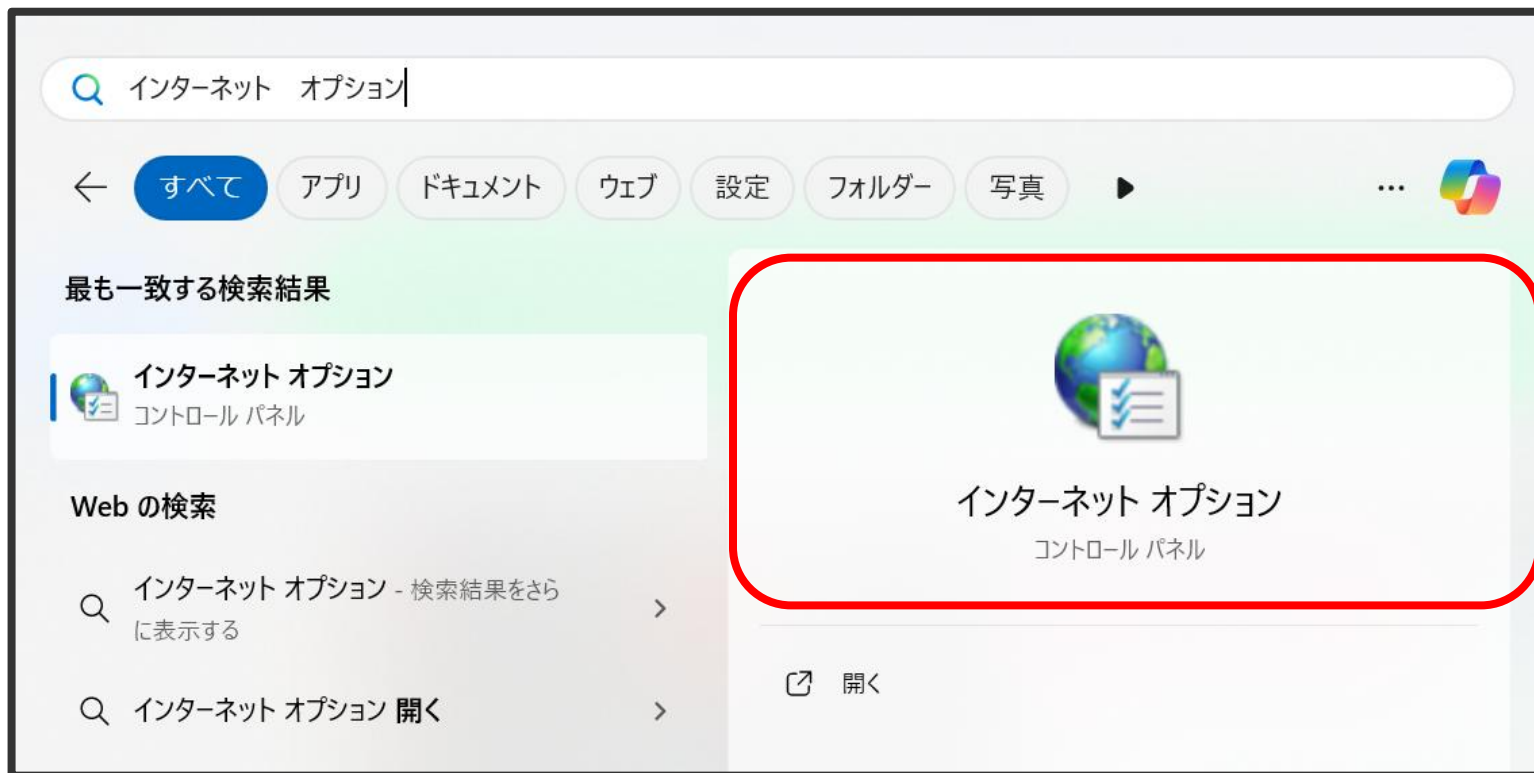 インターネット　オプション
すべて アプリ ドキュメント ウェブ 設定 フォルダー 写真 ...
最も一致する検索結果
インターネット オプション
コントロール パネル
Web の検索
インターネット オプション - 検索結果をさら
に表示する
インターネット オプション 開く
インターネット オプション
コントロール パネル
開く